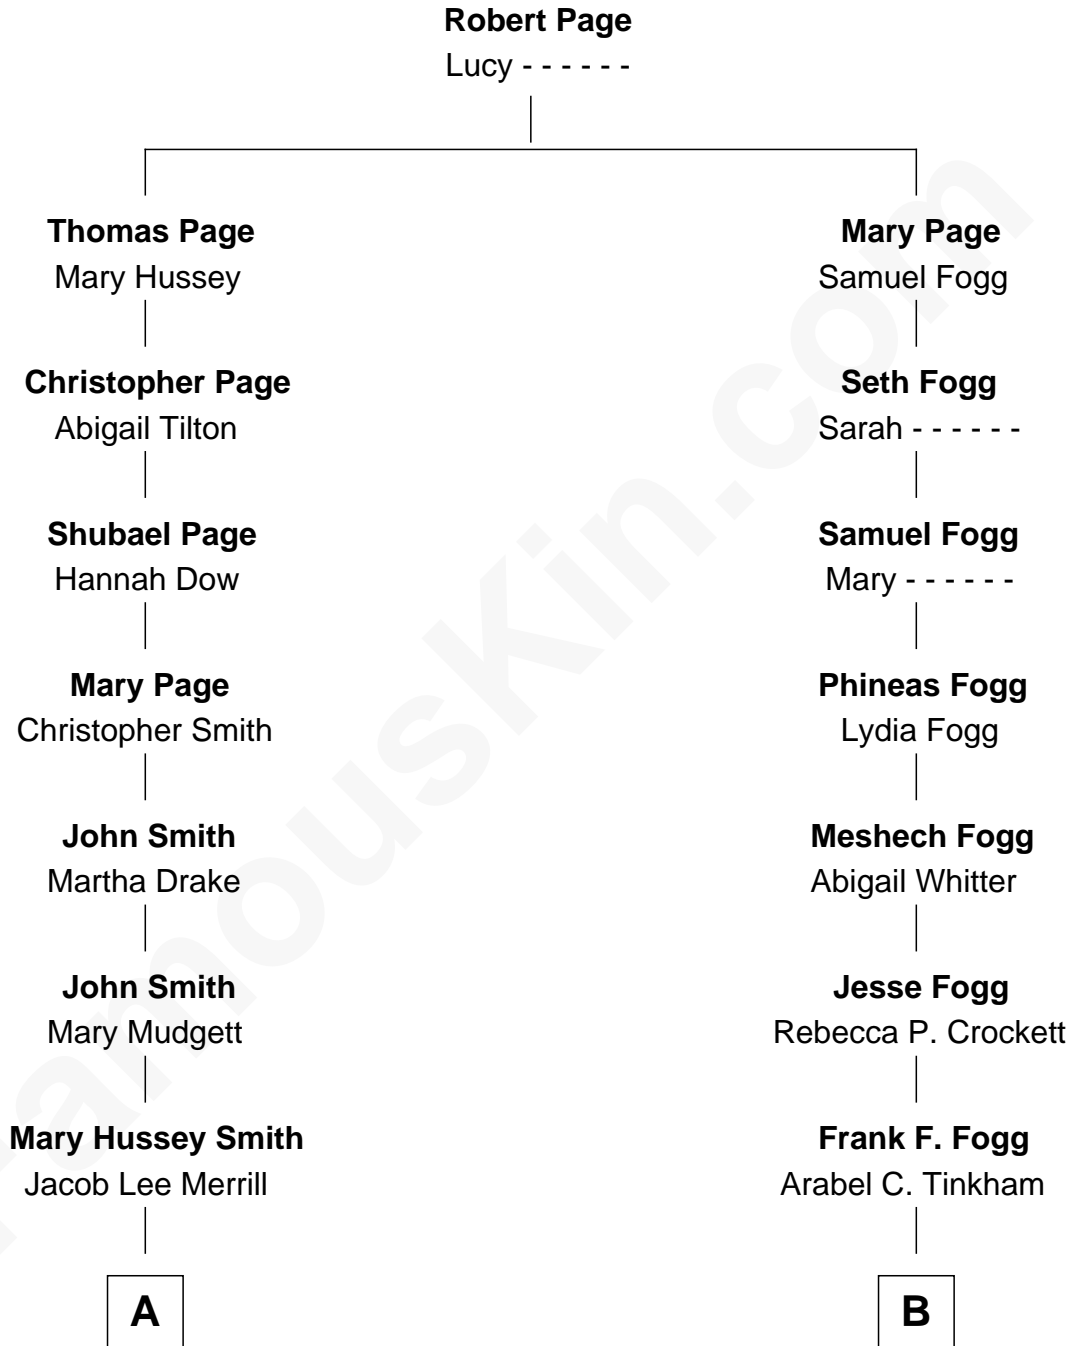 Robert Page
Lucy - - - - - -
Thomas Page
Mary Hussey
Mary Page
Samuel Fogg
Christopher Page
Abigail Tilton
Seth Fogg
Sarah - - - - - -
Shubael Page
Hannah Dow
Samuel Fogg
Mary - - - - - -
Mary Page
Christopher Smith
Phineas Fogg
Lydia Fogg
John Smith
Martha Drake
Meshech Fogg
Abigail Whitter
John Smith
Mary Mudgett
Jesse Fogg
Rebecca P. Crockett
Mary Hussey Smith
Jacob Lee Merrill
Frank F. Fogg
Arabel C. Tinkham
A
B
FamousKin.com